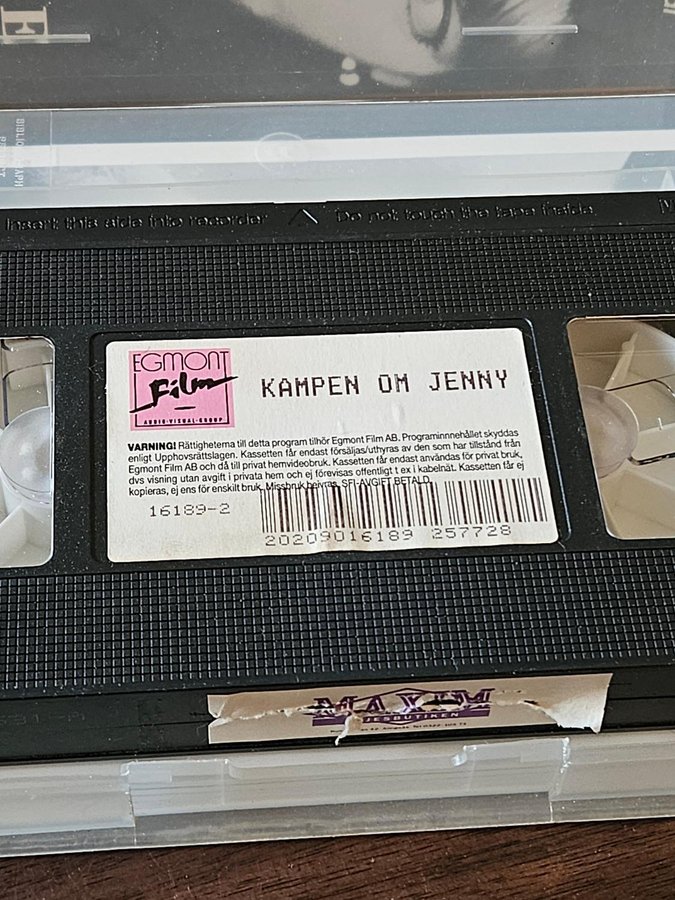 Insert this side into recorder
Do not touch the tape inside
EGMONT
Film
AUDIO·VISUAL·GROUP
KAMPEN OM JENNY
VARNING! Rättigheterna till detta program tillhör Egmont Film AB. Programinnnehållet skyddas
enligt Upphovsrättslagen. Kassetten får endast försäljas/uthyras av den som har tillstånd från
Egmont Film AB och då till privat hemvideobruk. Kassetten får endast användas för privat bruk,
dvs visning utan avgift i privata hem och ej förevisas offentligt t ex i kabelnät. Kassetten får ej
kopieras, ej ens för enskilt bruk. Missbruk beivras. SFI-AVGIFT BETALD.
16189-2
20209016189 257728
MAXIM
JESBUTIKEN